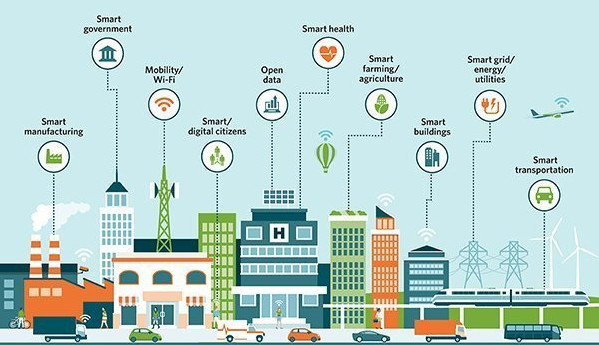 Smart
government
Mobility/
Wi-Fi
Smart
manufacturing
Smart/
digital citizens
Open
data
Smart health
Smart
farming/
agriculture
Smart
buildings
Smart grid/
energy/
utilities
Smart
transportation
H